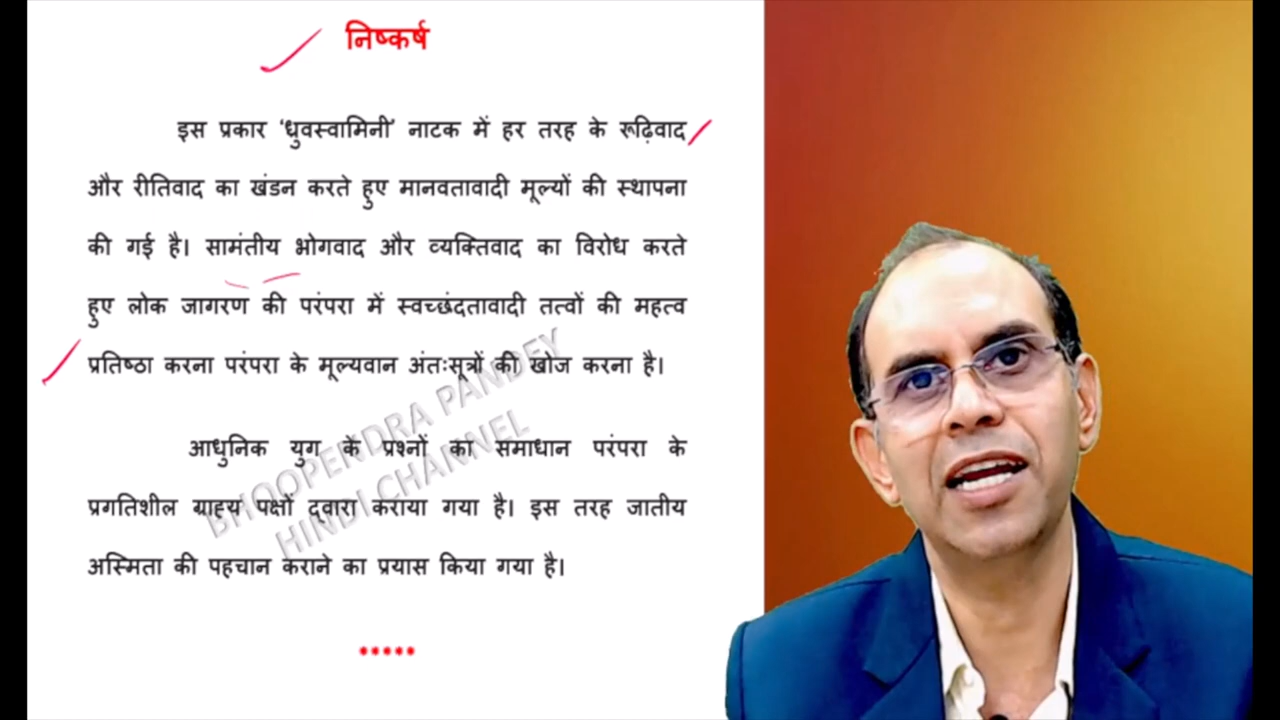 निष्कर्ष
इस प्रकार 'ध्रुवस्वामिनी' नाटक में हर तरह के रूढ़िवाद
और रीतिवाद का खंडन करते हुए मानवतावादी मूल्यों की स्थापना
की गई है। सामंतीय भोगवाद और व्यक्तिवाद का विरोध करते
हुए लोक जागरण की परंपरा में स्वच्छंदतावादी तत्वों की महत्व
प्रतिष्ठा करना परंपरा के मूल्यवान अंतःसूत्रों की खोज करना है।
आधुनिक युग के प्रश्नों का समाधान परंपरा के
प्रगतिशील ग्राह्य पक्षों द्वारा कराया गया है। इस तरह जातीय
अस्मिता की पहचान कराने का प्रयास किया गया है।
BHOOPENDRA PANDEY
HINDI CHANNEL